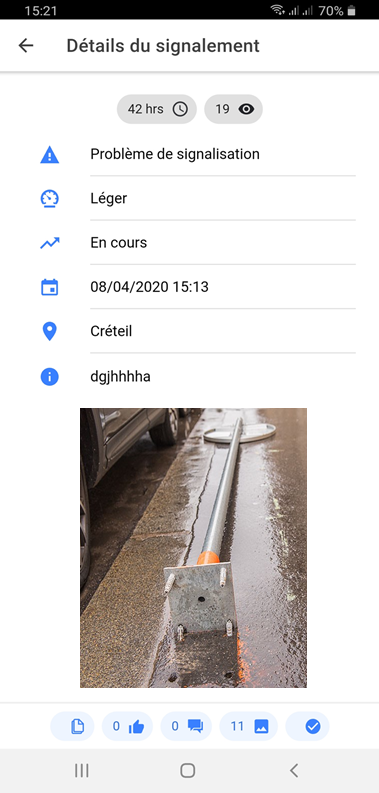 15:21
70%
Détails du signalement
42 hrs
19
Problème de signalisation
Léger
En cours
08/04/2020 15:13
Créteil
dgjhhhha
0
0
11